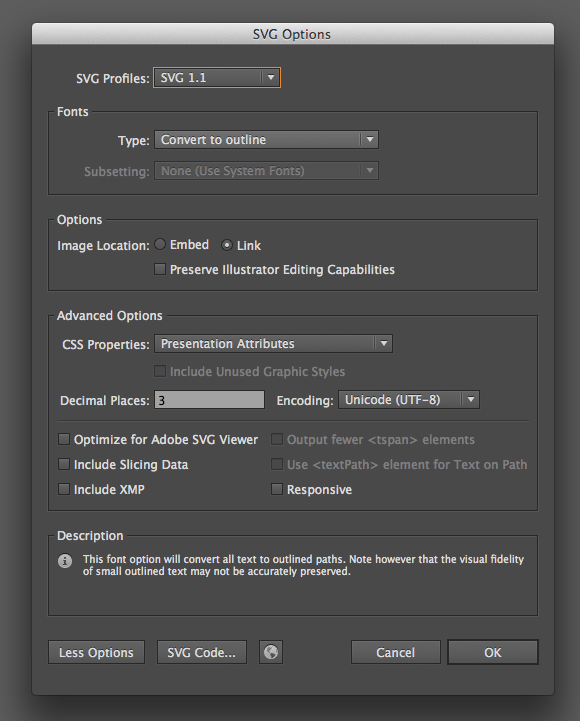 SVG Options
SVG Profiles: SVG 1.1
Fonts
Type: Convert to outline
Subsetting: None (Use System Fonts)
Options
Image Location: Embed Link
Preserve Illustrator Editing Capabilities
Advanced Options
CSS Properties: Presentation Attributes
Include Unused Graphic Styles
Decimal Places: 3 Encoding: Unicode (UTF-8)
Optimize for Adobe SVG Viewer Output fewer <tspan> elements
Include Slicing Data Use <textPath> element for Text on Path
Include XMP Responsive
Description
This font option will convert all text to outlined paths. Note however that the visual fidelity
of small outlined text may not be accurately preserved.
Less Options SVG Code... Cancel OK